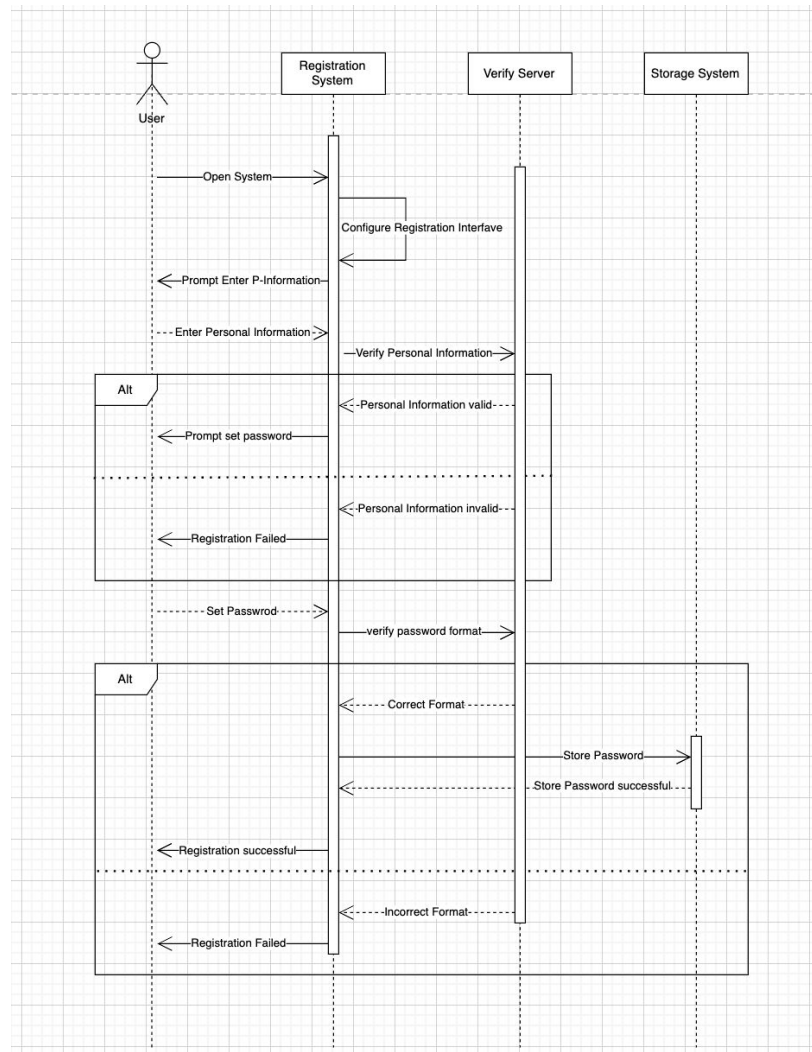 Registration
System
Verify Server
Storage System
User
Open System
Configure Registration Interfave
Prompt Enter P-Information
Enter Personal Information
Verify Personal Information
Alt
Personal Information valid
Prompt set password
Personal Information invalid
Registration Failed
Set Passwrod
verify password format
Alt
Correct Format
Store Password
Store Password successful
Registration successful
Incorrect Format
Registration Failed